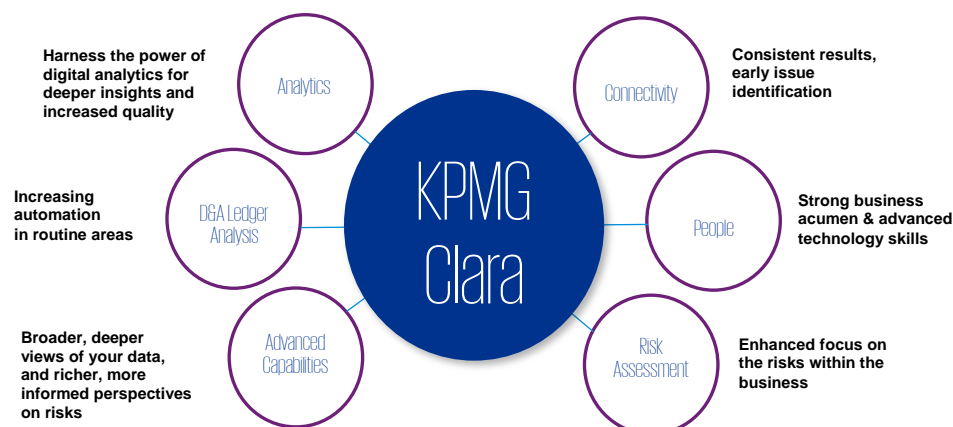 Harness the power of
digital analytics for
deeper insights and
increased quality
Analytics
Connectivity
Consistent results,
early issue
identification
Increasing
automation
in routine areas
D&A Ledger
Analysis
KPMG
Clara
People
Strong business
acumen & advanced
technology skills
Broader, deeper
views of your data,
and richer, more
informed perspectives
on risks
Advanced
Capabilities
Risk
Assessment
Enhanced focus on
the risks within the
business